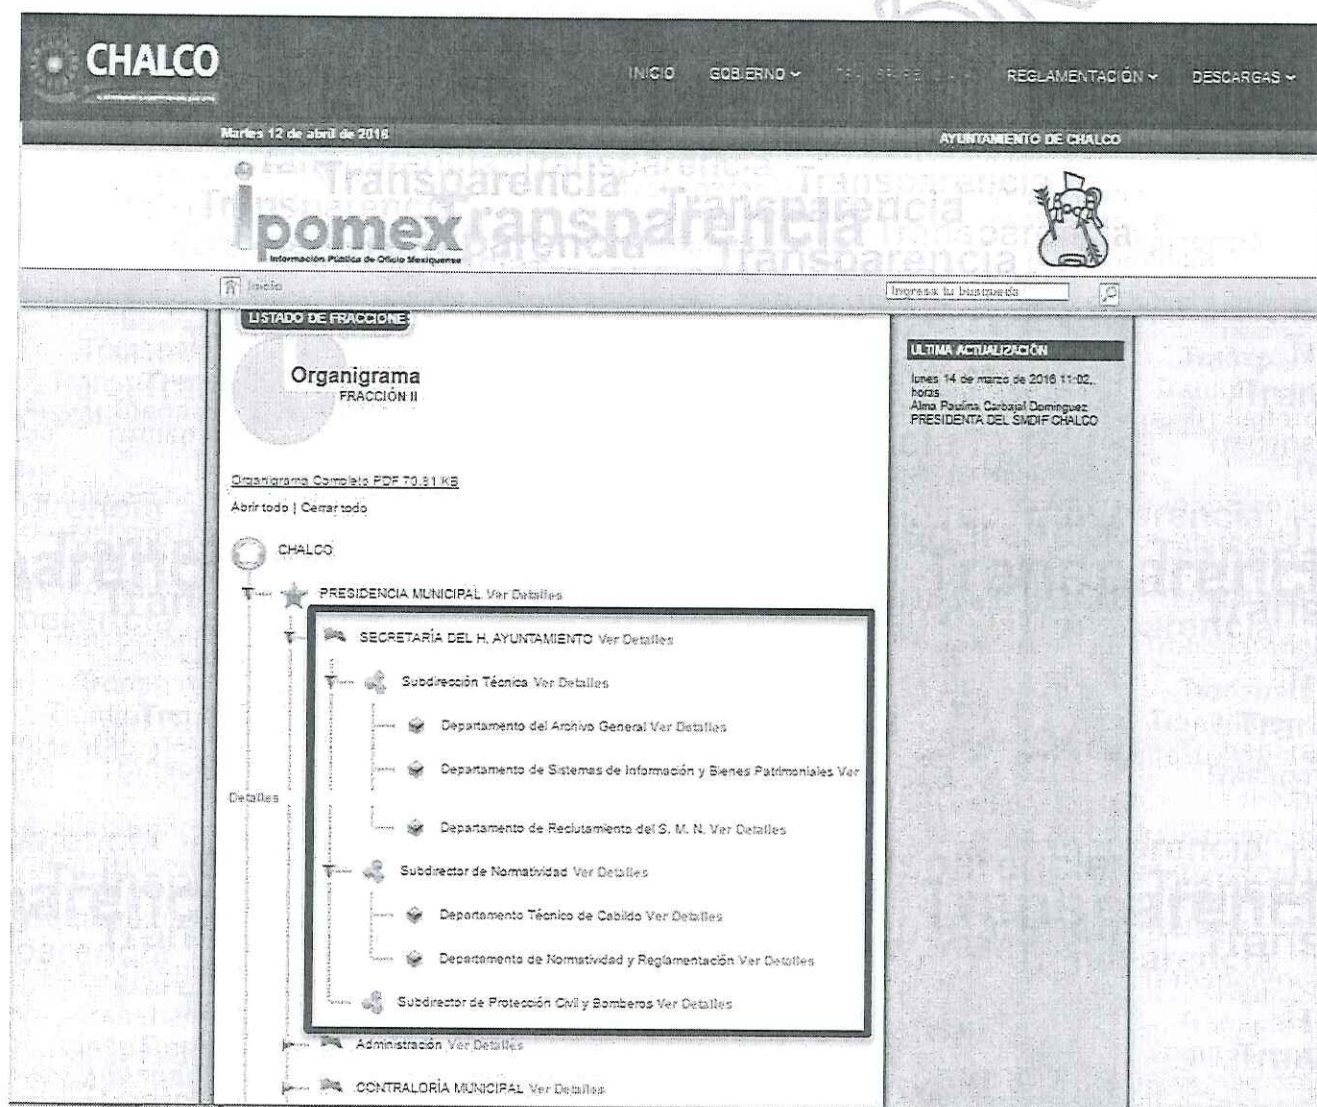 CHALCO
INICIO GOBIERNO REGLAMENTACIÓN DESCARGAS
Martes 12 de abril de 2016 AYUNTAMIENTO DE CHALCO
Transparencia
ipomex
Información Pública de Oficio Mexiquense
Inicio Ingresa tu busqueda
LISTADO DE FRACCIONES
ULTIMA ACTUALIZACIÓN
lunes 14 de marzo de 2016 11:02,
horas
Alma Paulina Carbajal Dominguez
PRESIDENTA DEL SMDIF CHALCO
Organigrama
FRACCIÓN II
Organigrama Completo PDF 70.81 KB
Abrir todo | Cerrar todo
CHALCO
PRESIDENCIA MUNICIPAL Ver Detalles
SECRETARÍA DEL H. AYUNTAMIENTO Ver Detalles
Subdirección Técnica Ver Detalles
Departamento del Archivo General Ver Detalles
Departamento de Sistemas de Información y Bienes Patrimoniales Ver
Detalles
Departamento de Reclutamiento del S. M. N. Ver Detalles
Subdirector de Normatividad Ver Detalles
Departamento Técnico de Cabildo Ver Detalles
Departamento de Normatividad y Reglamentación Ver Detalles
Subdirector de Protección Civil y Bomberos Ver Detalles
Administración Ver Detalles
CONTRALORÍA MUNICIPAL Ver Detalles